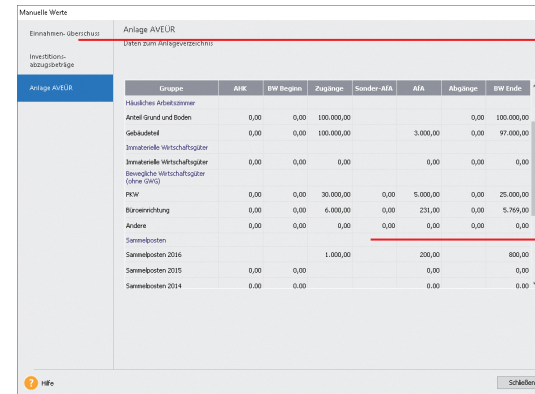 Manuelle Werte
Einnahmen- überschuss
Investitions-
abzugsbeträge
Anlage AVEÜR
Anlage AVEÜR
Daten zum Anlageverzeichnis
Gruppe AHK BW Beginn Zugänge Sonder-AfA AfA Abgänge BW Ende
Häusliches Arbeitszimmer
Anteil Grund und Boden 0,00 0,00 100.000,00 0,00 100.000,00
Gebäudeteil 0,00 0,00 100.000,00 3.000,00 0,00 97.000,00
Immaterielle Wirtschaftsgüter
Immaterielle Wirtschaftsgüter 0,00 0,00 0,00 0,00 0,00 0,00
Bewegliche Wirtschaftsgüter
(ohne GWG)
PKW 0,00 0,00 30.000,00 0,00 5.000,00 0,00 25.000,00
Büroeinrichtung 0,00 0,00 6.000,00 0,00 231,00 0,00 5.769,00
Andere 0,00 0,00 0,00 0,00 0,00 0,00 0,00
Sammelposten
Sammelposten 2016 1.000,00 200,00 800,00
Sammelposten 2015 0,00 0,00 0,00 0,00
Sammelposten 2014 0,00 0,00 0,00 0,00
? Hilfe
Schließen